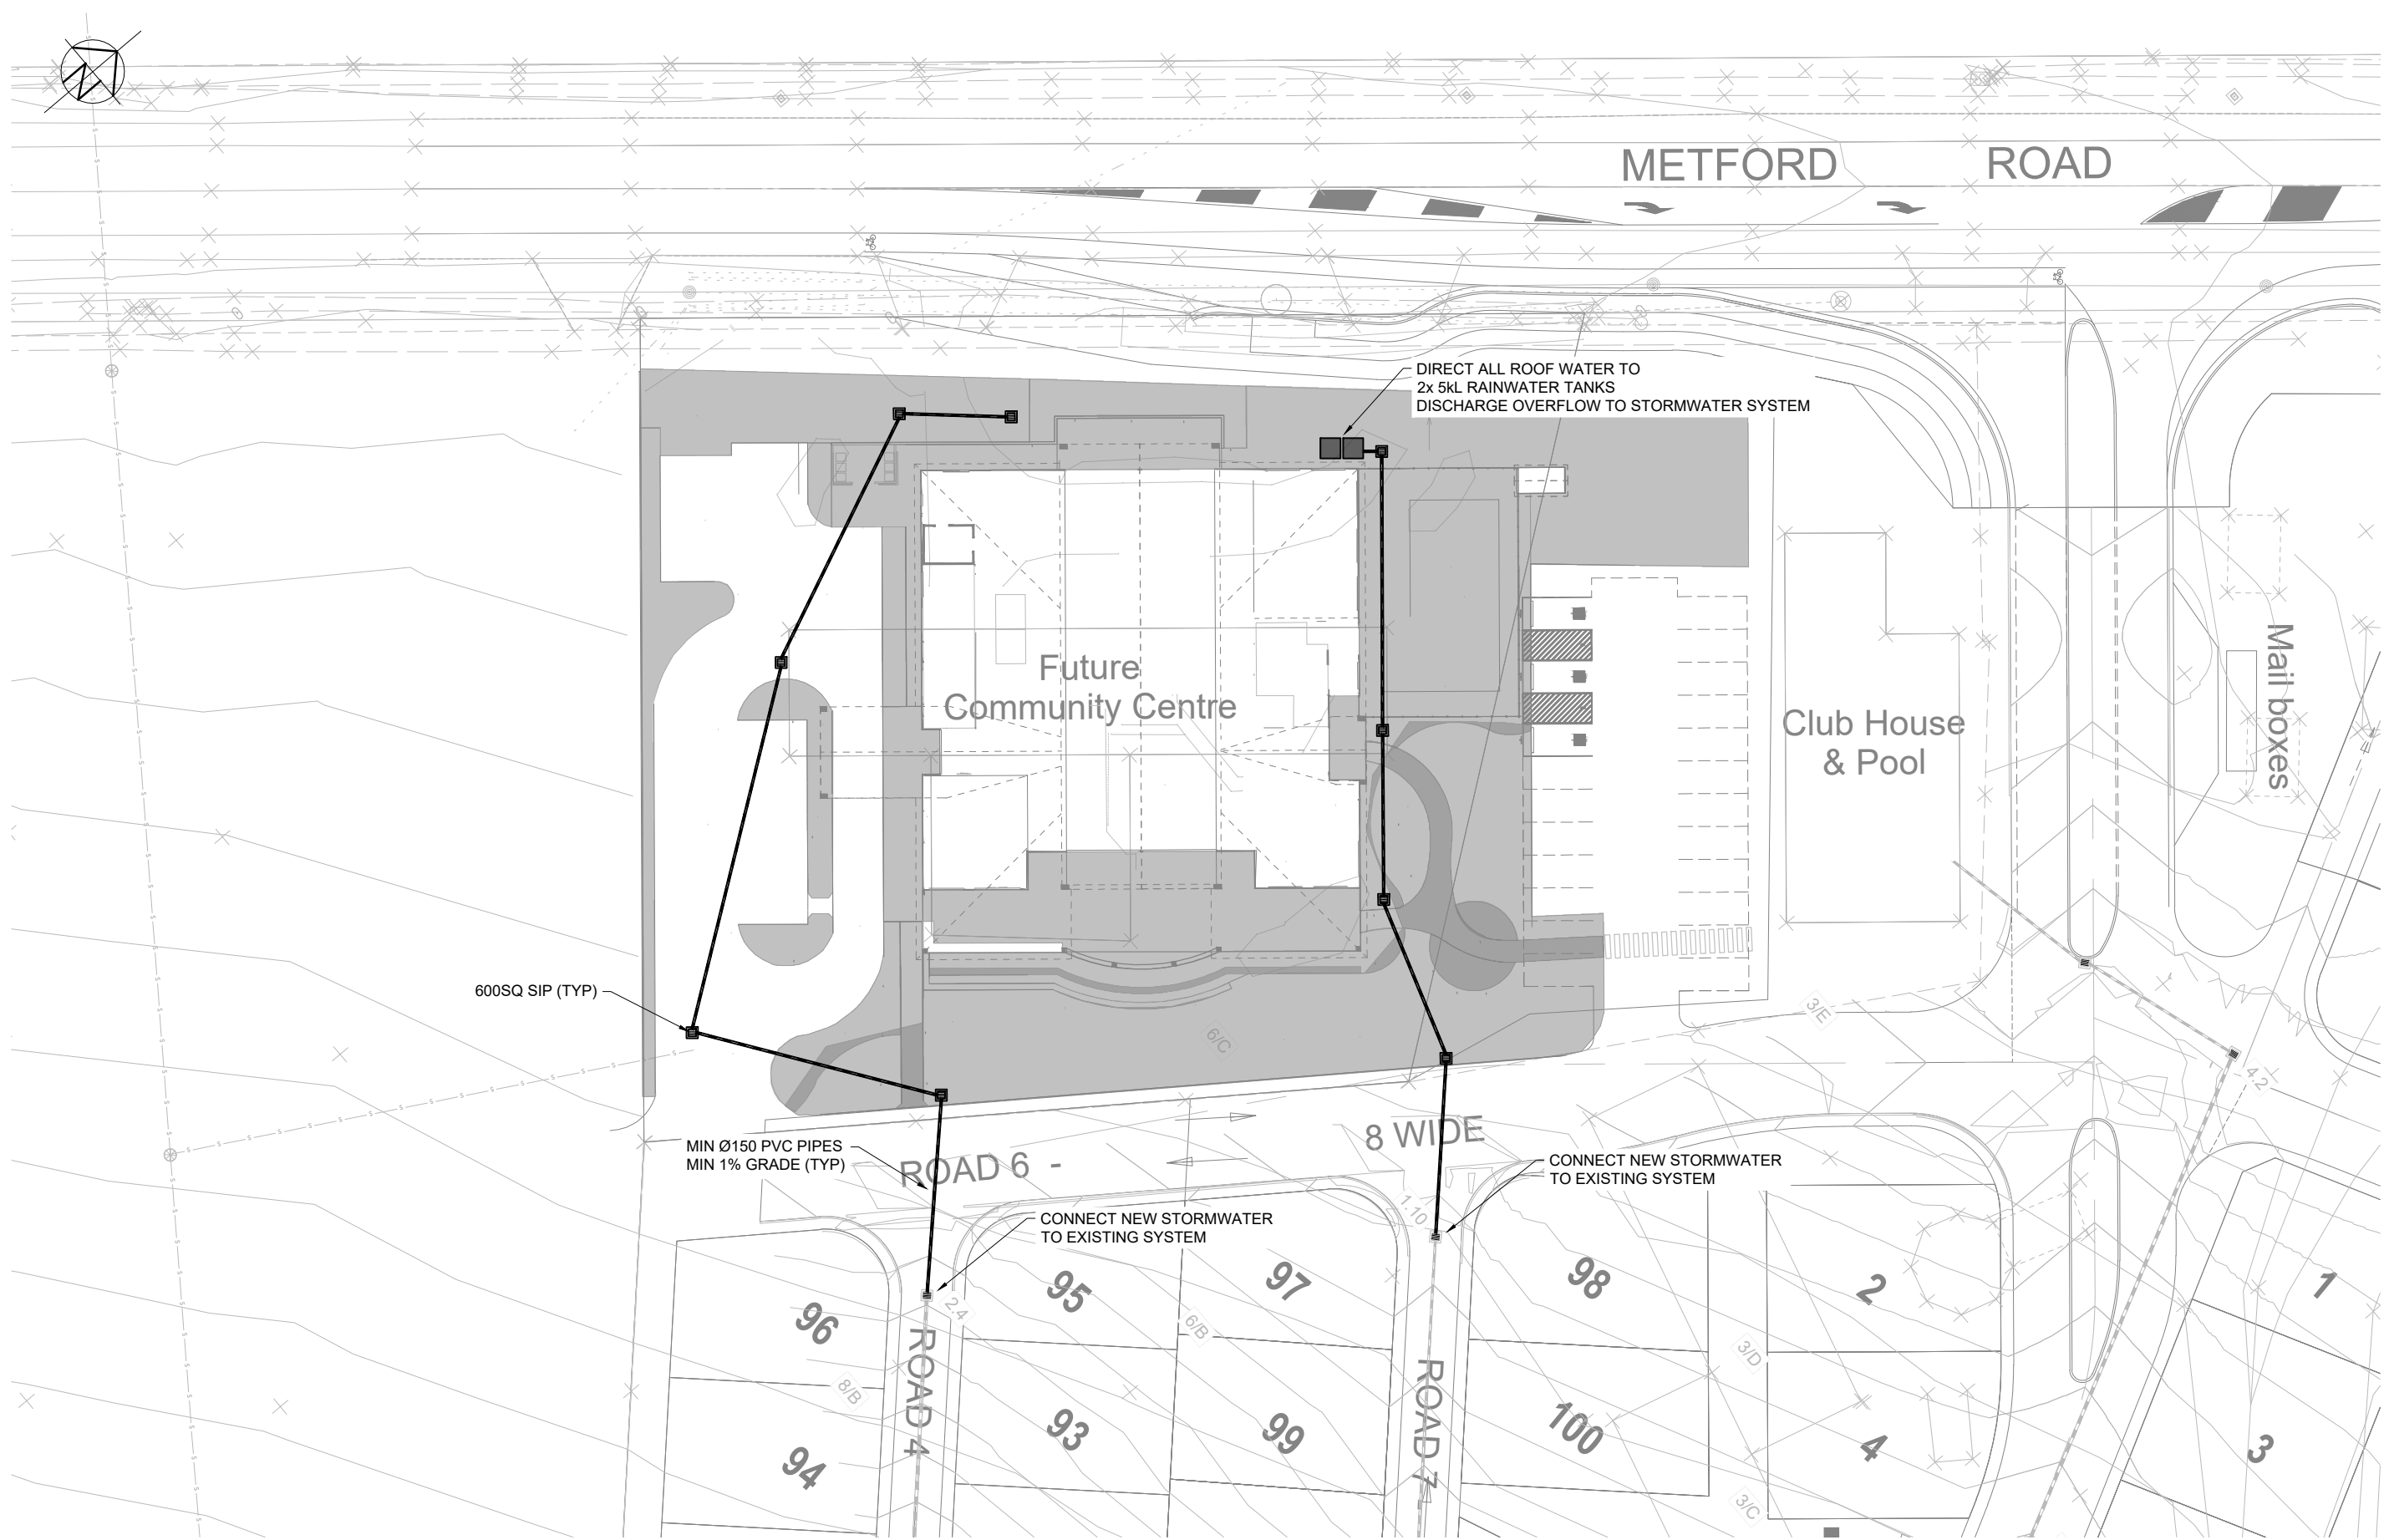 N
METFORD ROAD
DIRECT ALL ROOF WATER TO
2x 5kL RAINWATER TANKS
DISCHARGE OVERFLOW TO STORMWATER SYSTEM
Future
Community Centre
Club House
& Pool
Mail boxes
600SQ SIP (TYP)
3/E
6/C
4.2
MIN Ø150 PVC PIPES
MIN 1% GRADE (TYP)
ROAD 6 - 8 WIDE
CONNECT NEW STORMWATER
TO EXISTING SYSTEM
1.10
CONNECT NEW STORMWATER
TO EXISTING SYSTEM
2.4
96
95
97
98
2
1
6/B
3/D
8/B
ROAD 4
ROAD 7
94
93
99
100
4
3
3/C